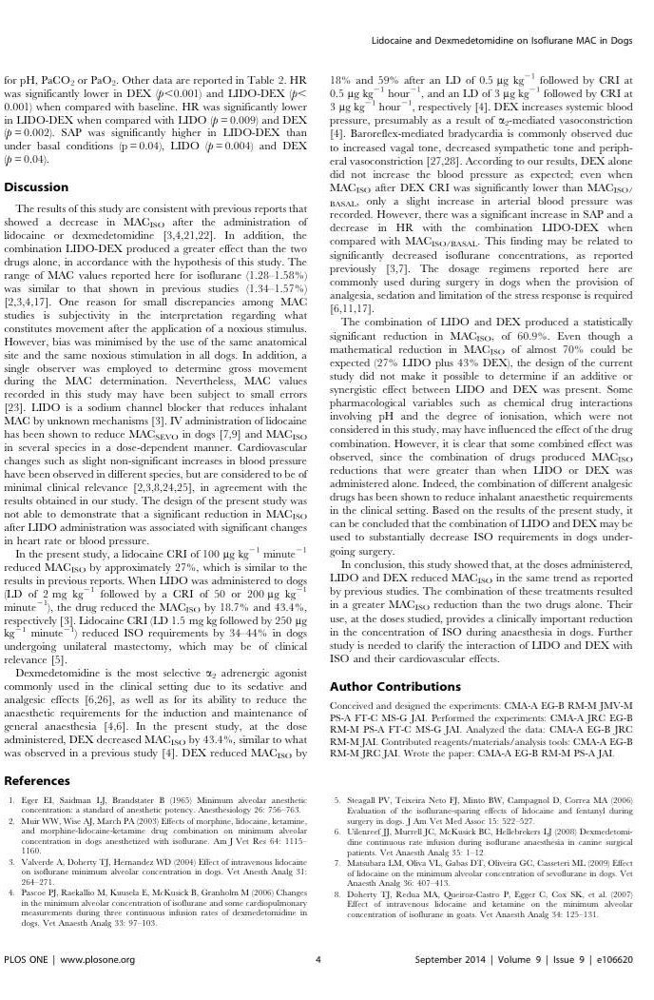 Lidocaine and Dexmedetomidine on Isoflurane MAC in Dogs
for pH, PaCO2 or PaO2. Other data are reported in Table 2. HR
was significantly lower in DEX (p<0.001) and LIDO-DEX (p<
0.001) when compared with baseline. HR was significantly lower
in LIDO-DEX when compared with LIDO (p = 0.009) and DEX
(p = 0.002). SAP was significantly higher in LIDO-DEX than
under basal conditions (p = 0.04), LIDO (p = 0.004) and DEX
(p = 0.04).
Discussion
The results of this study are consistent with previous reports that
showed a decrease in MACISO after the administration of
lidocaine or dexmedetomidine [3,4,21,22]. In addition, the
combination LIDO-DEX produced a greater effect than the two
drugs alone, in accordance with the hypothesis of this study. The
range of MAC values reported here for isoflurane (1.28–1.58%)
was similar to that shown in previous studies (1.34–1.57%)
[2,3,4,17]. One reason for small discrepancies among MAC
studies is subjectivity in the interpretation regarding what
constitutes movement after the application of a noxious stimulus.
However, bias was minimised by the use of the same anatomical
site and the same noxious stimulation in all dogs. In addition, a
single observer was employed to determine gross movement
during the MAC determination. Nevertheless, MAC values
recorded in this study may have been subject to small errors
[23]. LIDO is a sodium channel blocker that reduces inhalant
MAC by unknown mechanisms [3]. IV administration of lidocaine
has been shown to reduce MACSEVO in dogs [7,9] and MACISO
in several species in a dose-dependent manner. Cardiovascular
changes such as slight non-significant increases in blood pressure
have been observed in different species, but are considered to be of
minimal clinical relevance [2,3,8,24,25], in agreement with the
results obtained in our study. The design of the present study was
not able to demonstrate that a significant reduction in MACISO
after LIDO administration was associated with significant changes
in heart rate or blood pressure.
In the present study, a lidocaine CRI of 100 µg kg−1 minute−1
reduced MACISO by approximately 27%, which is similar to the
results in previous reports. When LIDO was administered to dogs
(LD of 2 mg kg−1 followed by a CRI of 50 or 200 µg kg−1
minute−1), the drug reduced the MACISO by 18.7% and 43.4%,
respectively [3]. Lidocaine CRI (LD 1.5 mg kg followed by 250 µg
kg−1 minute−1) reduced ISO requirements by 34–44% in dogs
undergoing unilateral mastectomy, which may be of clinical
relevance [5].
Dexmedetomidine is the most selective α2 adrenergic agonist
commonly used in the clinical setting due to its sedative and
analgesic effects [6,26], as well as for its ability to reduce the
anaesthetic requirements for the induction and maintenance of
general anaesthesia [4,6]. In the present study, at the dose
administered, DEX decreased MACISO by 43.4%, similar to what
was observed in a previous study [4]. DEX reduced MACISO by
18% and 59% after an LD of 0.5 µg kg−1 followed by CRI at
0.5 µg kg−1 hour−1, and an LD of 3 µg kg−1 followed by CRI at
3 µg kg−1 hour−1, respectively [4]. DEX increases systemic blood
pressure, presumably as a result of α2-mediated vasoconstriction
[4]. Baroreflex-mediated bradycardia is commonly observed due
to increased vagal tone, decreased sympathetic tone and periph-
eral vasoconstriction [27,28]. According to our results, DEX alone
did not increase the blood pressure as expected; even when
MACISO after DEX CRI was significantly lower than MACISO/
BASAL, only a slight increase in arterial blood pressure was
recorded. However, there was a significant increase in SAP and a
decrease in HR with the combination LIDO-DEX when
compared with MACISO/BASAL. This finding may be related to
significantly decreased isoflurane concentrations, as reported
previously [3,7]. The dosage regimens reported here are
commonly used during surgery in dogs when the provision of
analgesia, sedation and limitation of the stress response is required
[6,11,17].
The combination of LIDO and DEX produced a statistically
significant reduction in MACISO, of 60.9%. Even though a
mathematical reduction in MACISO of almost 70% could be
expected (27% LIDO plus 43% DEX), the design of the current
study did not make it possible to determine if an additive or
synergistic effect between LIDO and DEX was present. Some
pharmacological variables such as chemical drug interactions
involving pH and the degree of ionisation, which were not
considered in this study, may have influenced the effect of the drug
combination. However, it is clear that some combined effect was
observed, since the combination of drugs produced MACISO
reductions that were greater than when LIDO or DEX was
administered alone. Indeed, the combination of different analgesic
drugs has been shown to reduce inhalant anaesthetic requirements
in the clinical setting. Based on the results of the present study, it
can be concluded that the combination of LIDO and DEX may be
used to substantially decrease ISO requirements in dogs under-
going surgery.
In conclusion, this study showed that, at the doses administered,
LIDO and DEX reduced MACISO in the same trend as reported
by previous studies. The combination of these treatments resulted
in a greater MACISO reduction than the two drugs alone. Their
use, at the doses studied, provides a clinically important reduction
in the concentration of ISO during anaesthesia in dogs. Further
study is needed to clarify the interaction of LIDO and DEX with
ISO and their cardiovascular effects.
Author Contributions
Conceived and designed the experiments: CMA-A EG-B RM-M JMV-M
PS-A FT-C MS-G JAI. Performed the experiments: CMA-A JRC EG-B
RM-M PS-A FT-C MS-G JAI. Analyzed the data: CMA-A EG-B JRC
RM-M JAI. Contributed reagents/materials/analysis tools: CMA-A EG-B
RM-M JRC JAI. Wrote the paper: CMA-A EG-B RM-M PS-A JAI.
References
1. Eger EI, Saidman LJ, Brandstater B (1965) Minimum alveolar anesthetic
concentration: a standard of anesthetic potency. Anesthesiology 26: 756–763.
2. Muir WW, Wise AJ, March PA (2003) Effects of morphine, lidocaine, ketamine,
and morphine-lidocaine-ketamine drug combination on minimum alveolar
concentration in dogs anesthetized with isoflurane. Am J Vet Res 64: 1115–
1160.
3. Valverde A, Doherty TJ, Hernandez WD (2004) Effect of intravenous lidocaine
on isoflurane minimum alveolar concentration in dogs. Vet Anesth Analg 31:
264–271.
4. Pascoe PJ, Raekallio M, Kuusela E, McKusick B, Granholm M (2006) Changes
in the minimum alveolar concentration of isoflurane and some cardiopulmonary
measurements during three continuous infusion rates of dexmedetomidine in
dogs. Vet Anaesth Analg 33: 97–103.
5. Steagall PV, Teixeira Neto FJ, Minto BW, Campagnol D, Correa MA (2006)
Evaluation of the isoflurane-sparing effects of lidocaine and fentanyl during
surgery in dogs. J Am Vet Med Assoc 15: 522–527.
6. Uilenreef JJ, Murrell JC, McKusick BC, Hellebrekers LJ (2008) Dexmedetomi-
dine continuous rate infusion during isoflurane anaesthesia in canine surgical
patients. Vet Anaesth Analg 35: 1–12.
7. Matsubara LM, Oliva VL, Gabas DT, Oliveira GC, Casseteri ML (2009) Effect
of lidocaine on the minimum alveolar concentration of sevoflurane in dogs. Vet
Anaesth Analg 36: 407–413.
8. Doherty TJ, Redua MA, Queiroz-Castro P, Egger C, Cox SK, et al. (2007)
Effect of intravenous lidocaine and ketamine on the minimum alveolar
concentration of isoflurane in goats. Vet Anaesth Analg 34: 125–131.
PLOS ONE | www.plosone.org
4
September 2014 | Volume 9 | Issue 9 | e106620